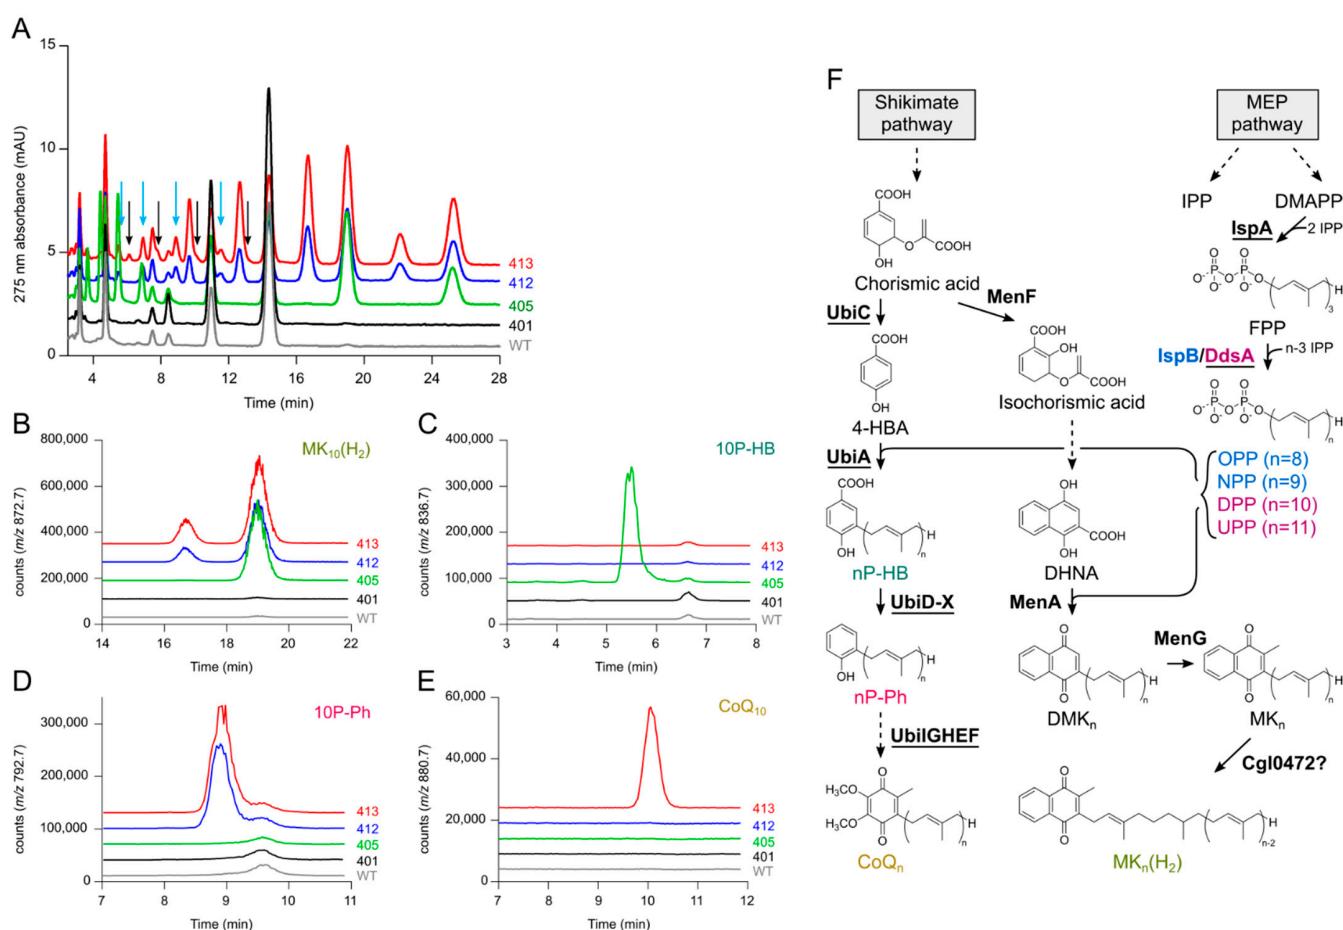 A
15
10
5
0
275 nm absorbance (mAU)
4
8
12
16
20
24
28
Time (min)
413
412
405
401
WT
B
MK10(H2)
800,000
600,000
400,000
200,000
0
counts (m/z 872.7)
14
16
18
20
22
Time (min)
413
412
405
401
WT
C
10P-HB
400,000
300,000
200,000
100,000
0
counts (m/z 836.7)
3
4
5
6
7
8
Time (min)
413
412
405
401
WT
D
10P-Ph
300,000
200,000
100,000
0
counts (m/z 792.7)
7
8
9
10
11
Time (min)
413
412
405
401
WT
E
CoQ10
60,000
40,000
20,000
0
counts (m/z 880.7)
7
8
9
10
11
12
Time (min)
413
412
405
401
WT
F
Shikimate
pathway
MEP
pathway
IPP
DMAPP
IspA
2 IPP
COOH
O
COOH
OH
Chorismic acid
MenF
UbiC
O O
O- P O P O
O- O-
H
3
FPP
n-3 IPP
IspB/DdsA
COOH
OH
4-HBA
COOH
OH
O
COOH
Isochorismic acid
O O
O- P O P O
O- O-
H
n
UbiA
OPP (n=8)
NPP (n=9)
DPP (n=10)
UPP (n=11)
COOH
OH
H
n
nP-HB
OH
COOH
OH
DHNA
UbiD-X
MenA
OH
H
n
nP-Ph
O
O
H
n
DMKn
MenG
O
O
H
n
MKn
UbiIGHEF
Cgl0472?
O
H3CO
H3CO
O
H
n
CoQn
O
O
H
n-2
MKn(H2)